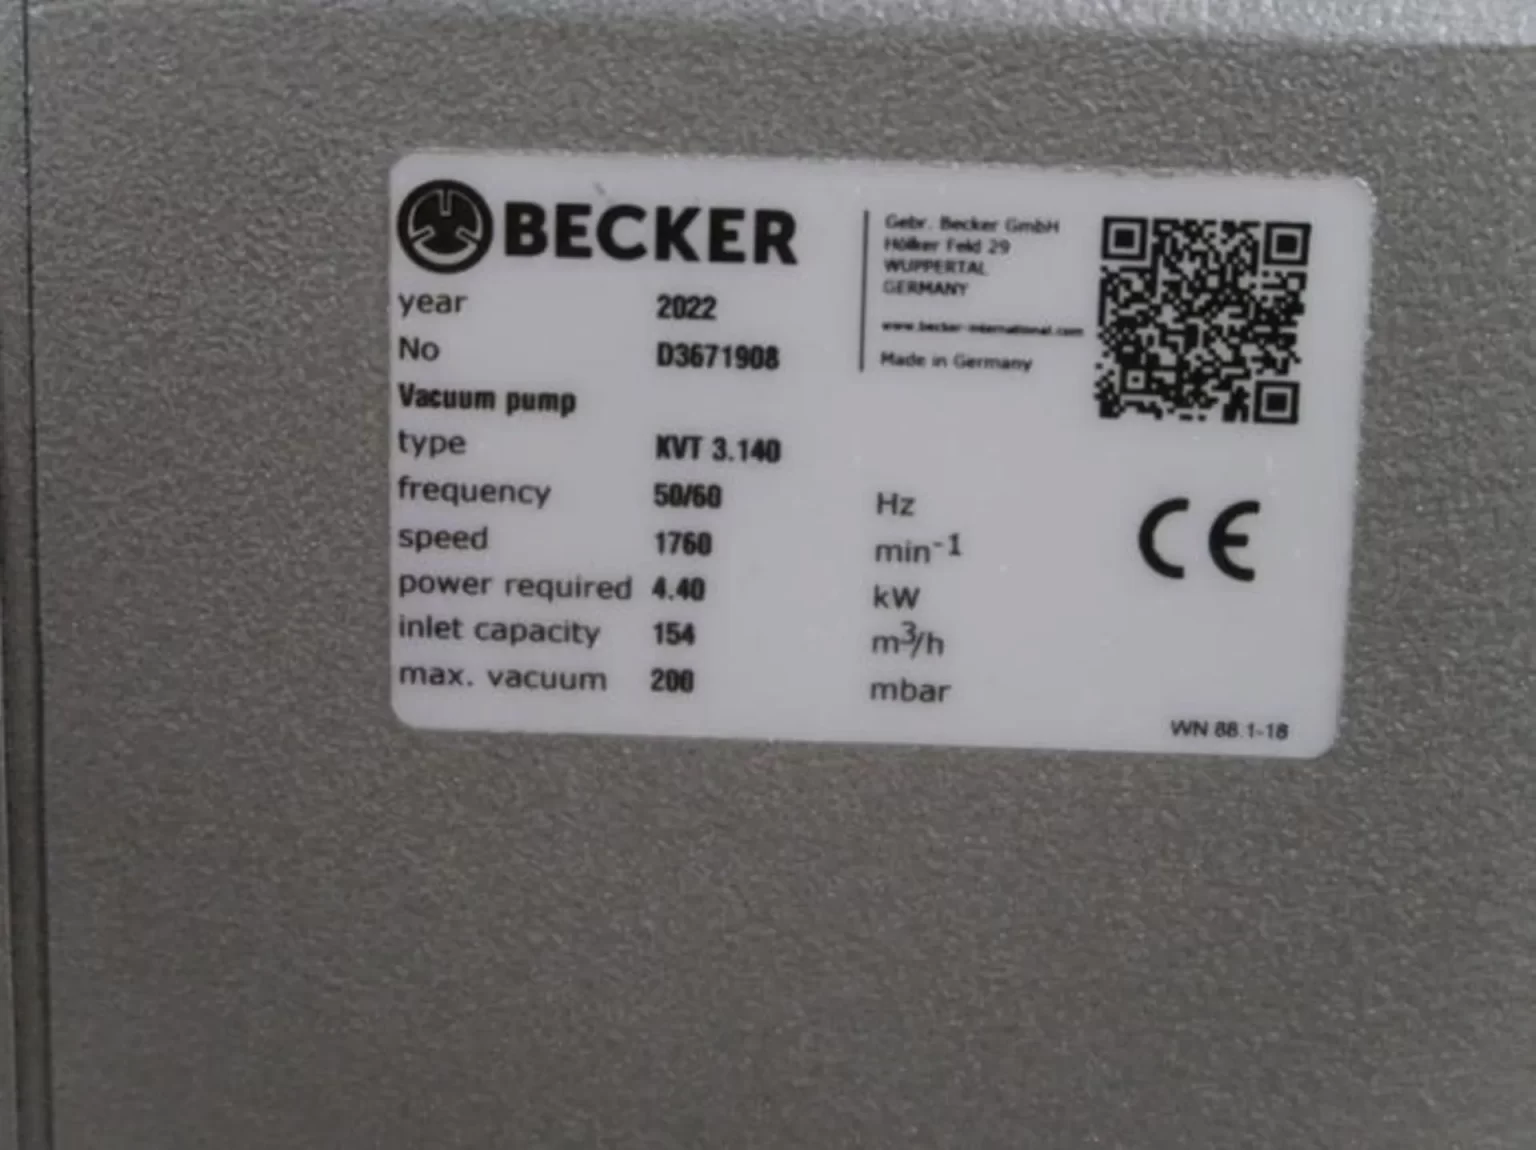 BECKER
Gebr. Becker GmbH
Höllker Feld 29
WUPPERTAL
GERMANY
www.becker-international.com
Made in Germany
year 2022
No D3671908
Vacuum pump
type KVT 3.140
frequency 50/60 Hz
speed 1760 min⁻¹
power required 4.40 kW
inlet capacity 154 m³/h
max. vacuum 200 mbar
CE
WN 88.1-18